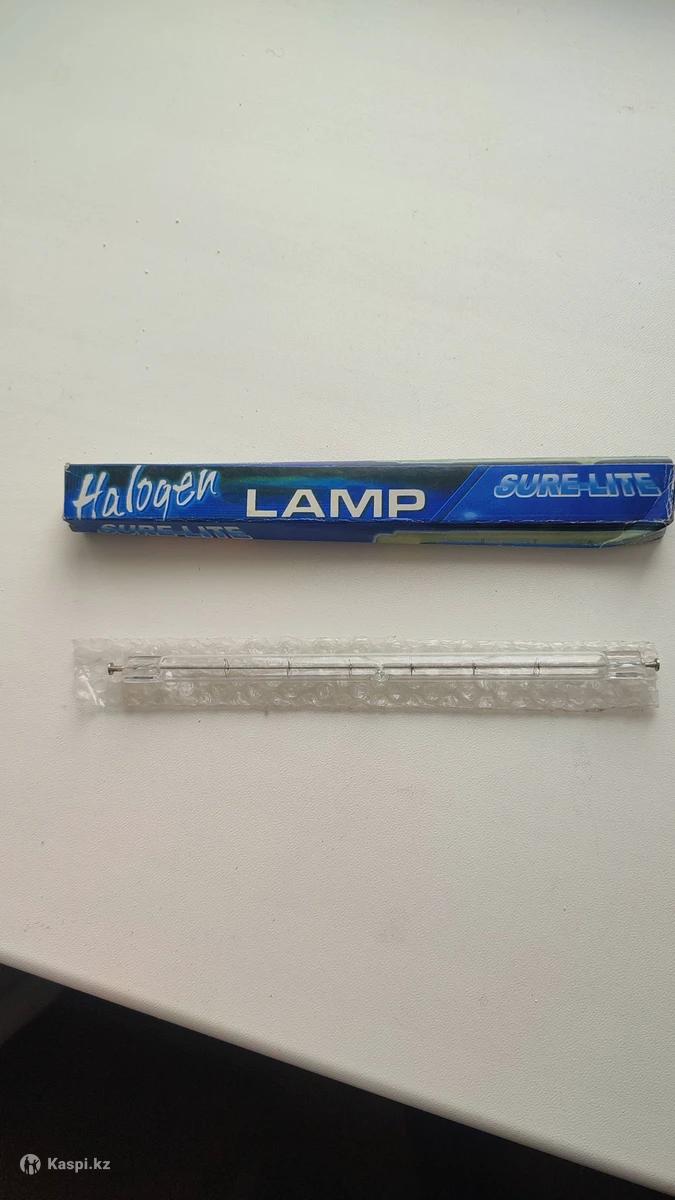 Halogen LAMP SURE-LITE
SURE-LITE
Kaspi.kz